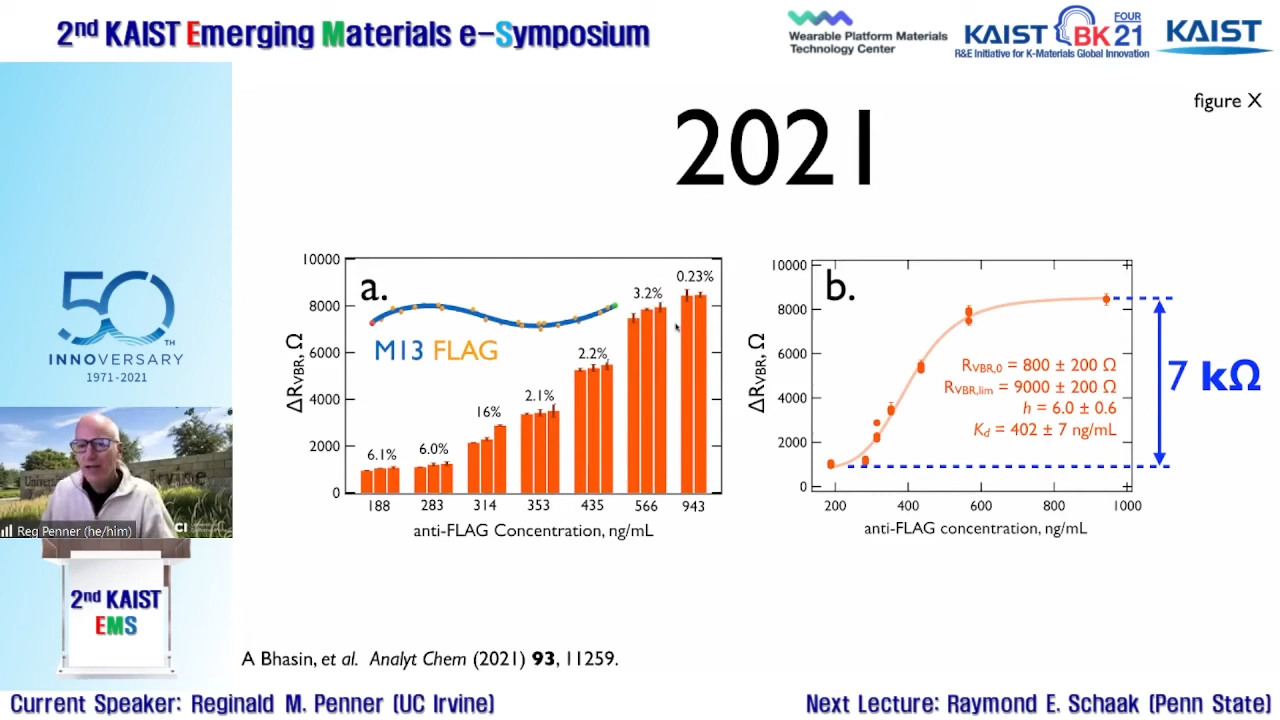 2nd KAIST Emerging Materials e-Symposium
Wearable Platform Materials
Technology Center
KAIST BK21 FOUR
R&E Initiative for K-Materials Global Innovation
KAIST
figure X
2021
50TH
INNOVERSARY
1971-2021
a.
M13 FLAG
ΔRVBR, Ω
10000
8000
6000
4000
2000
0
6.1%
6.0%
16%
2.1%
2.2%
3.2%
0.23%
188 283 314 353 435 566 943
anti-FLAG Concentration, ng/mL
b.
ΔRVBR, Ω
10000
8000
6000
4000
2000
0
RVBR,0 = 800 ± 200 Ω
RVBR,lim = 9000 ± 200 Ω
h = 6.0 ± 0.6
Kd = 402 ± 7 ng/mL
7 kΩ
200 400 600 800 1000
anti-FLAG concentration, ng/mL
Reg Penner (he/him)
2nd KAIST
EMS
A Bhasin, et al. Analyt Chem (2021) 93, 11259.
Current Speaker: Reginald M. Penner (UC Irvine)
Next Lecture: Raymond E. Schaak (Penn State)